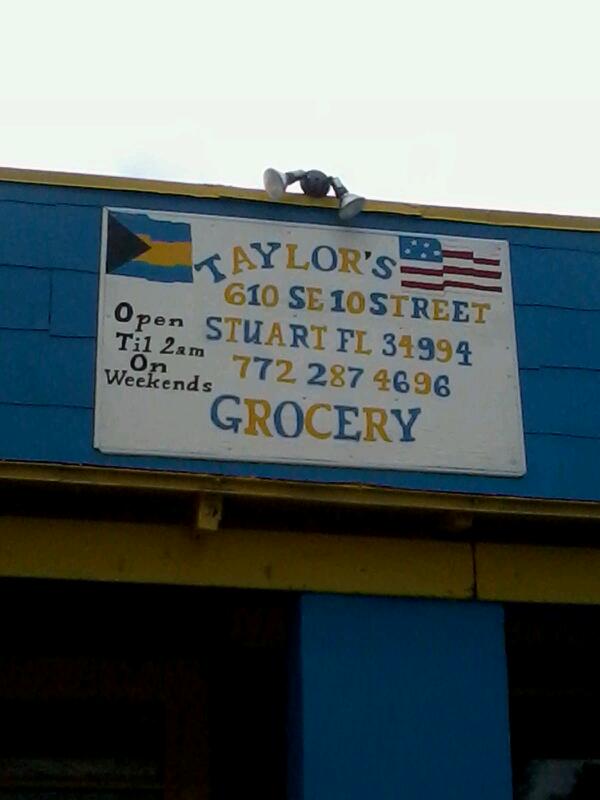 TAYLOR'S
610 SE 10 STREET
STUART FL 34994
772 287 4696
GROCERY
Open
Til 2am
On
Weekends